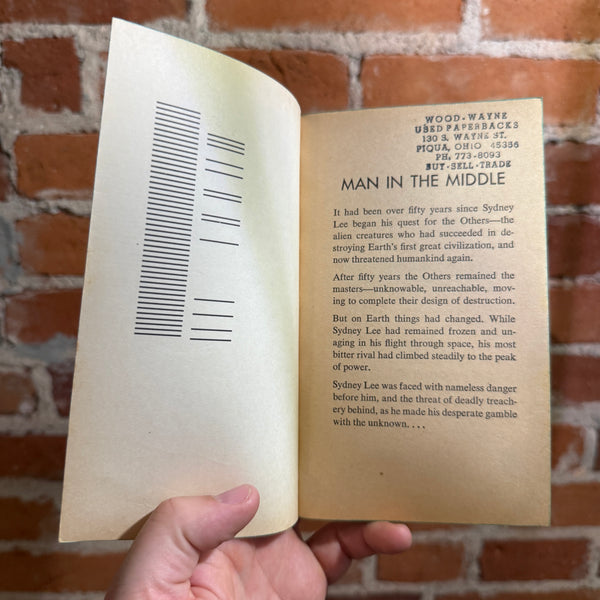 WOOD-WAYNE
USED PAPERBACKS
130 S. WAYNE ST.
PIQUA, OHIO 45356
PH. 773-8093
BUY-SELL-TRADE
MAN IN THE MIDDLE
It had been over fifty years since Sydney
Lee began his quest for the Others—the
alien creatures who had succeeded in de-
stroying Earth's first great civilization, and
now threatened humankind again.
After fifty years the Others remained the
masters—unknowable, unreachable, mov-
ing to complete their design of destruction.
But on Earth things had changed. While
Sydney Lee had remained frozen and un-
aging in his flight through space, his most
bitter rival had climbed steadily to the peak
of power.
Sydney Lee was faced with nameless danger
before him, and the threat of deadly treach-
ery behind, as he made his desperate gamble
with the unknown. . . .